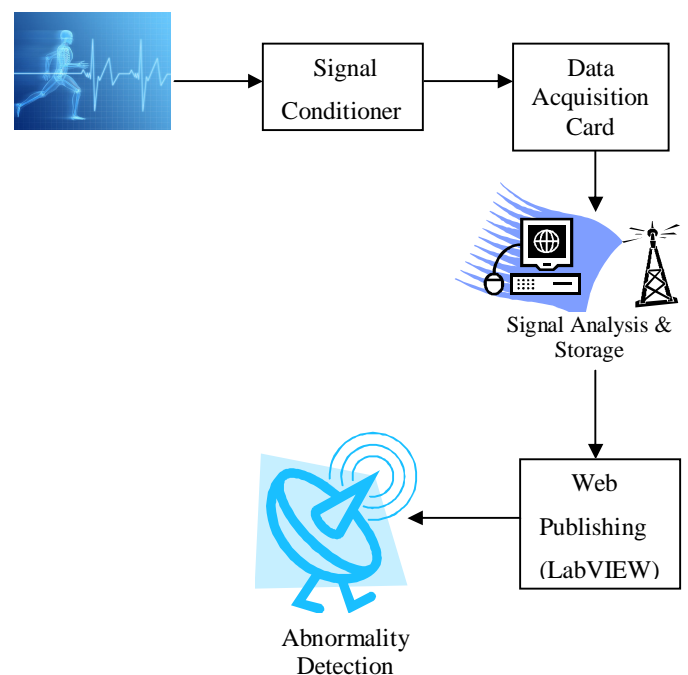 Signal
Conditioner
Data
Acquisition
Card
Signal Analysis &
Storage
Web
Publishing
(LabVIEW)
Abnormality
Detection